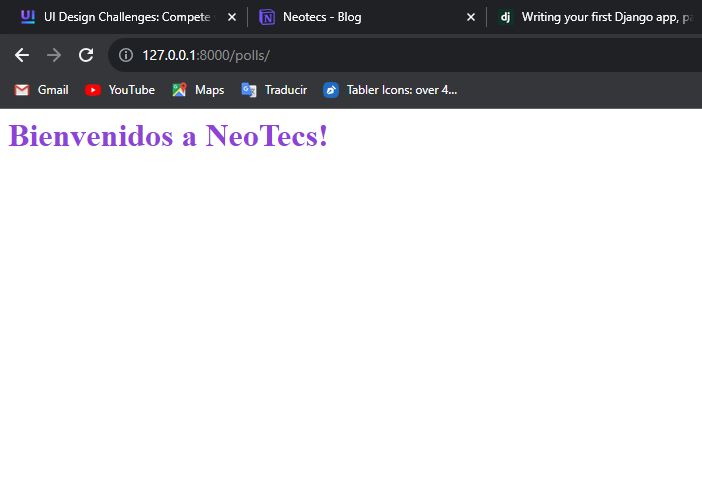 UI Design Challenges: Compete
Neotecs - Blog
dj Writing your first Django app, pa
127.0.0.1:8000/polls/
Gmail YouTube Maps Traducir Tabler Icons: over 4...
Bienvenidos a NeoTecs!